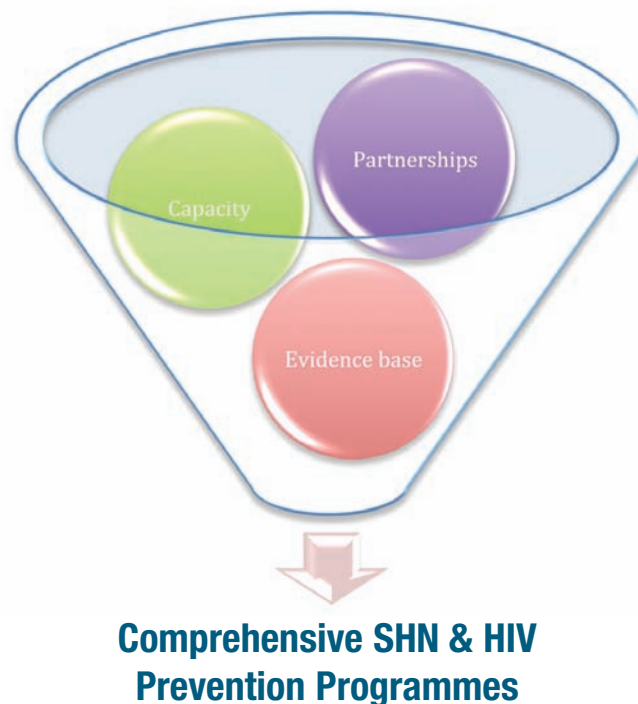 Partnerships
Capacity
Evidence base
Comprehensive SHN & HIV
Prevention Programmes